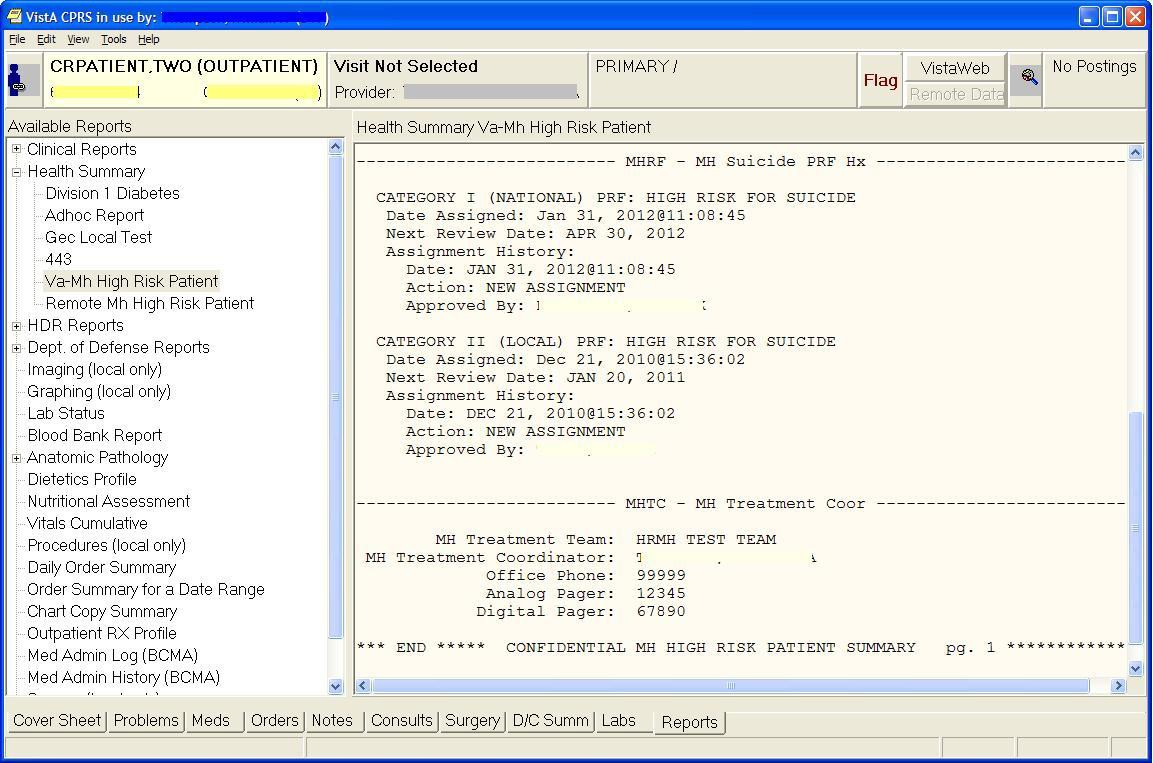 VistA CPRS in use by:
File Edit View Tools Help
CRPATIENT,TWO (OUTPATIENT)
Visit Not Selected
Provider:
PRIMARY /
Flag
VistaWeb
Remote Data
No Postings
Available Reports
Clinical Reports
Health Summary
Division 1 Diabetes
Adhoc Report
Gec Local Test
443
Va-Mh High Risk Patient
Remote Mh High Risk Patient
HDR Reports
Dept. of Defense Reports
Imaging (local only)
Graphing (local only)
Lab Status
Blood Bank Report
Anatomic Pathology
Dietetics Profile
Nutritional Assessment
Vitals Cumulative
Procedures (local only)
Daily Order Summary
Order Summary for a Date Range
Chart Copy Summary
Outpatient RX Profile
Med Admin Log (BCMA)
Med Admin History (BCMA)
Health Summary Va-Mh High Risk Patient
-------------------------- MHRF - MH Suicide PRF Hx -------------------------
CATEGORY I (NATIONAL) PRF: HIGH RISK FOR SUICIDE
Date Assigned: Jan 31, 2012@11:08:45
Next Review Date: APR 30, 2012
Assignment History:
Date: JAN 31, 2012@11:08:45
Action: NEW ASSIGNMENT
Approved By:
CATEGORY II (LOCAL) PRF: HIGH RISK FOR SUICIDE
Date Assigned: Dec 21, 2010@15:36:02
Next Review Date: JAN 20, 2011
Assignment History:
Date: DEC 21, 2010@15:36:02
Action: NEW ASSIGNMENT
Approved By:
-------------------------- MHTC - MH Treatment Coor -------------------------
MH Treatment Team: HRMH TEST TEAM
MH Treatment Coordinator:
Office Phone: 99999
Analog Pager: 12345
Digital Pager: 67890
*** END ***** CONFIDENTIAL MH HIGH RISK PATIENT SUMMARY pg. 1 ************
Cover Sheet Problems Meds Orders Notes Consults Surgery D/C Summ Labs Reports